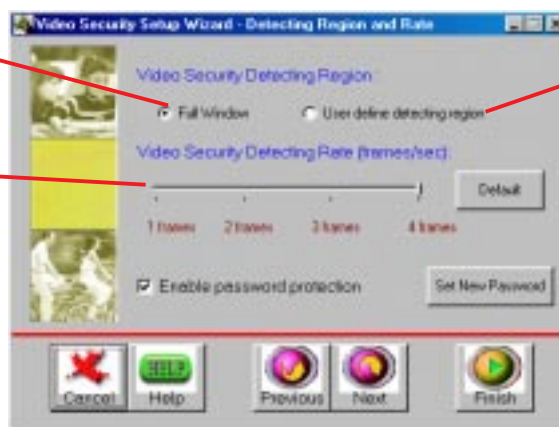 Video Security Setup Wizard - Detecting Region and Rate
Video Security Detecting Region:
Full Window
User define detecting region
Video Security Detecting Rate (frames/sec):
Default
1 frames 2 frames 3 frames 4 frames
Enable password protection
Set New Password
Cancel HELP Help Previous Next Finish